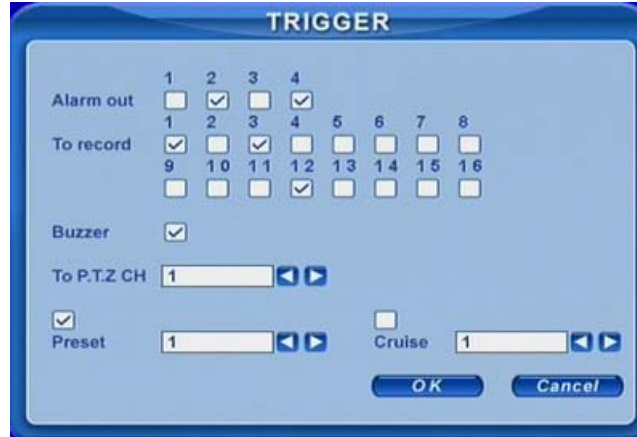 TRIGGER
1 2 3 4
Alarm out
1 2 3 4 5 6 7 8
To record
9 10 11 12 13 14 15 16
Buzzer
To P.T.Z CH 1
Preset 1 Cruise 1
OK Cancel